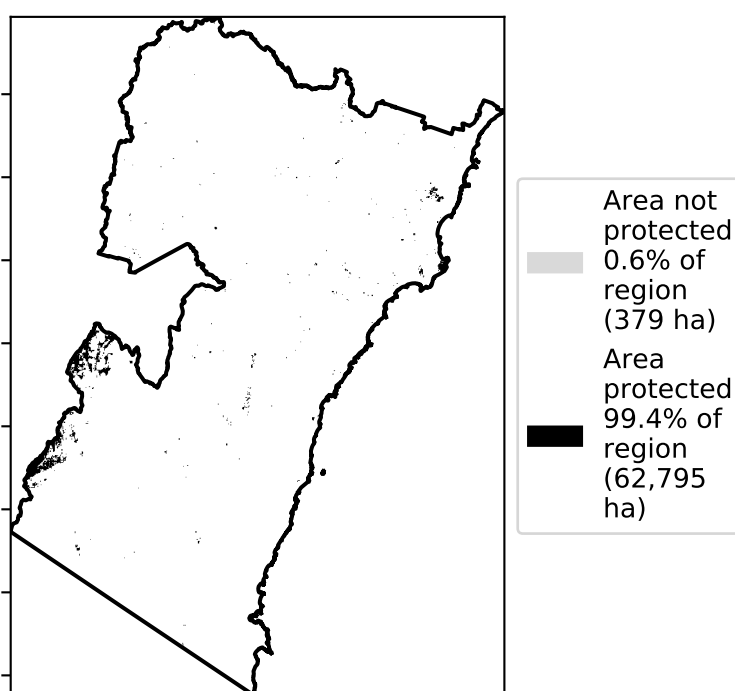 Area not
protected
0.6% of
region
(379 ha)
Area
protected
99.4% of
region
(62,795
ha)